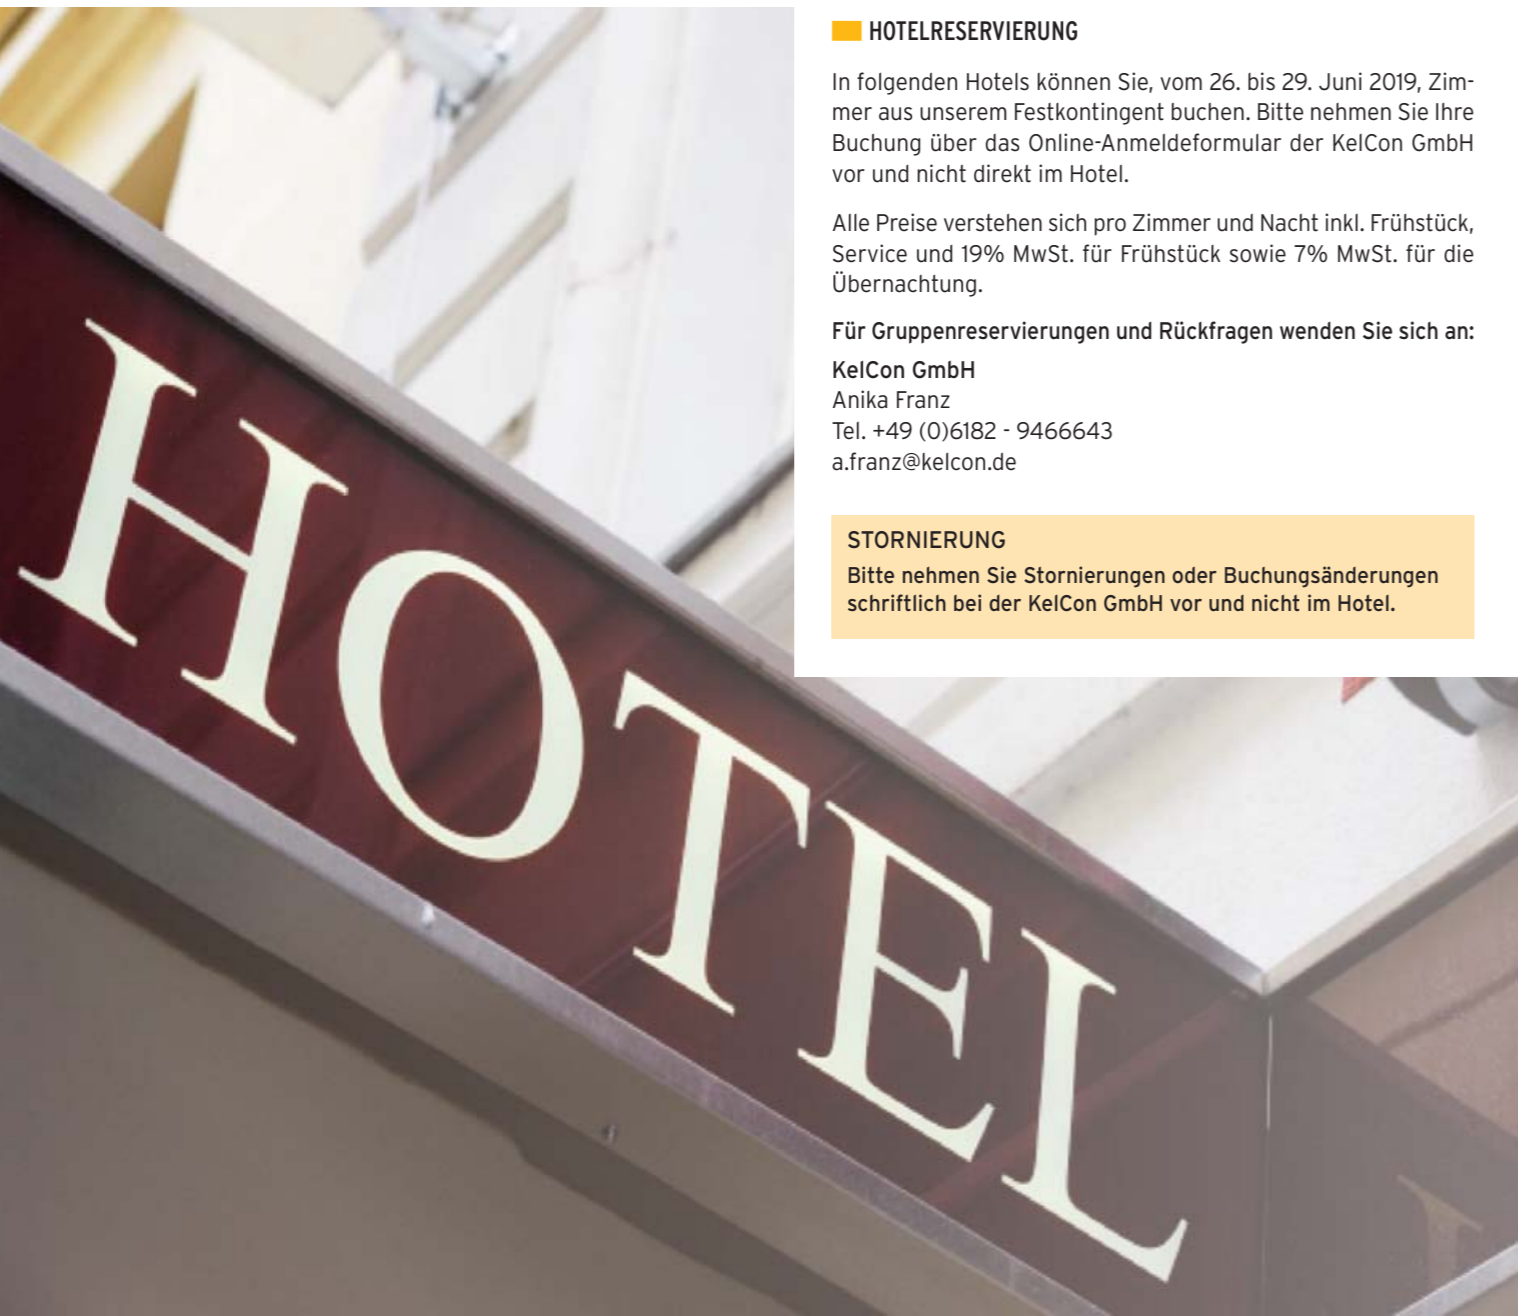 HOTELRESERVIERUNG
In folgenden Hotels können Sie, vom 26. bis 29. Juni 2019, Zim-
mer aus unserem Festkontingent buchen. Bitte nehmen Sie Ihre
Buchung über das Online-Anmeldeformular der KelCon GmbH
vor und nicht direkt im Hotel.
Alle Preise verstehen sich pro Zimmer und Nacht inkl. Frühstück,
Service und 19% MwSt. für Frühstück sowie 7% MwSt. für die
Übernachtung.
Für Gruppenreservierungen und Rückfragen wenden Sie sich an:
KelCon GmbH
Anika Franz
Tel. +49 (0)6182 - 9466643
a.franz@kelcon.de
STORNIERUNG
Bitte nehmen Sie Stornierungen oder Buchungsänderungen
schriftlich bei der KelCon GmbH vor und nicht im Hotel.
HOTEL